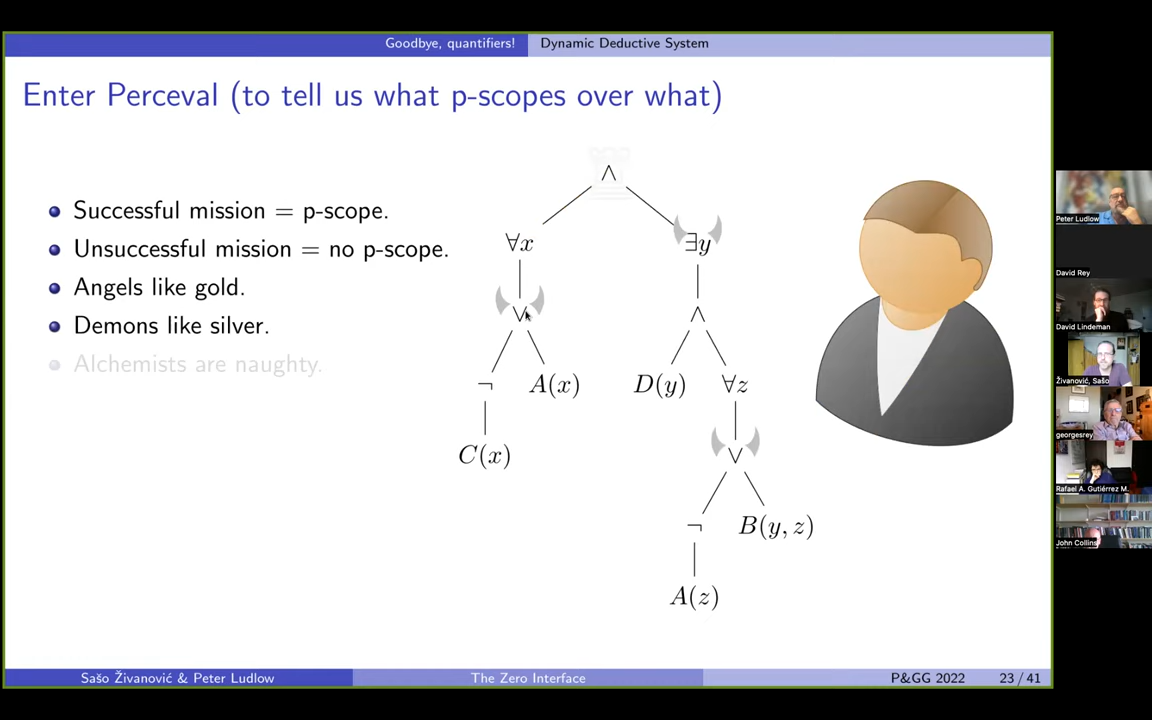 Goodbye, quantifiers! Dynamic Deductive System
Enter Perceval (to tell us what p-scopes over what)
Successful mission = p-scope.
Unsuccessful mission = no p-scope.
Angels like gold.
Demons like silver.
Alchemists are naughty.
∧
∀x ∃y
∨ ∧
¬ A(x) D(y) ∀z
C(x) ∨
¬ B(y, z)
A(z)
Sašo Živanović & Peter Ludlow The Zero Interface P&GG 2022 23 / 41
Peter Ludlow
David Rey
David Lindeman
Živanović, Sašo
georgesrey
Rafael A. Gutiérrez M.
John Collins